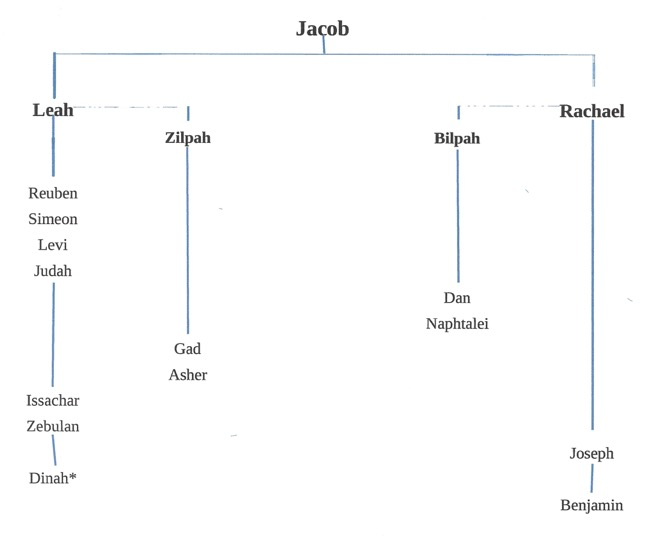 Jacob
Leah
Rachael
Zilpah
Bilpah
Reuben
Simeon
Levi
Judah
Dan
Naphtalei
Gad
Asher
Issachar
Zebulan
Joseph
Dinah*
Benjamin